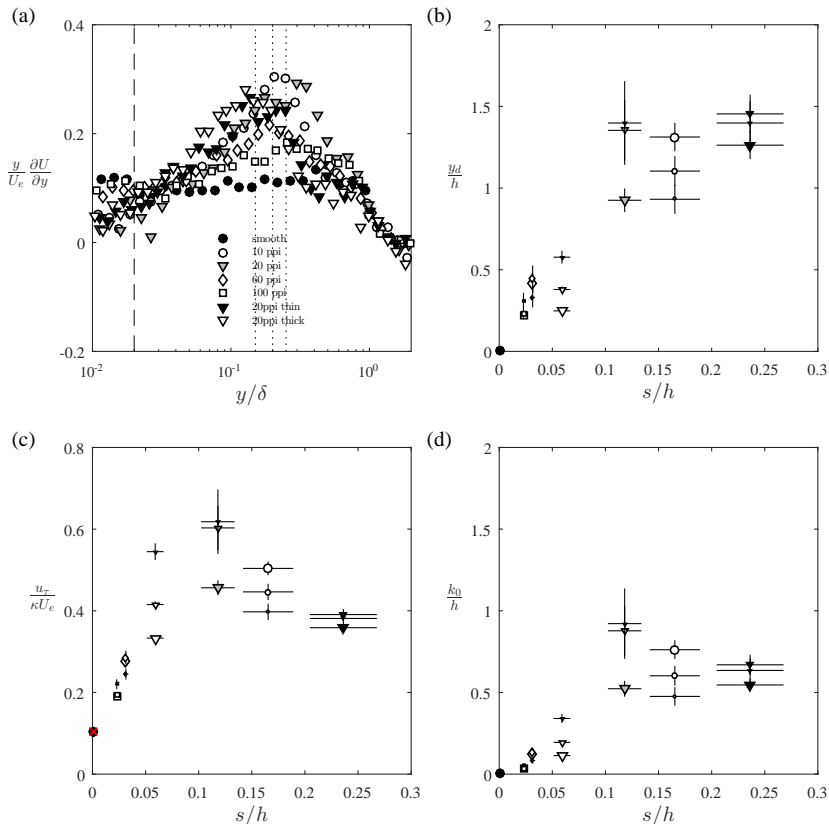 (a)
0.4
0.2
0
-0.2
y/U_e ∂U/∂y
10^-2
10^-1
10^0
y/δ
smooth
10 ppi
20 ppi
60 ppi
100 ppi
20ppi thin
20ppi thick
(b)
2
1.5
1
0.5
0
y_d/h
0 0.05 0.1 0.15 0.2 0.25 0.3
s/h
(c)
0.8
0.6
0.4
0.2
0
u_τ/κU_e
0 0.05 0.1 0.15 0.2 0.25 0.3
s/h
(d)
2
1.5
1
0.5
0
k_0/h
0 0.05 0.1 0.15 0.2 0.25 0.3
s/h